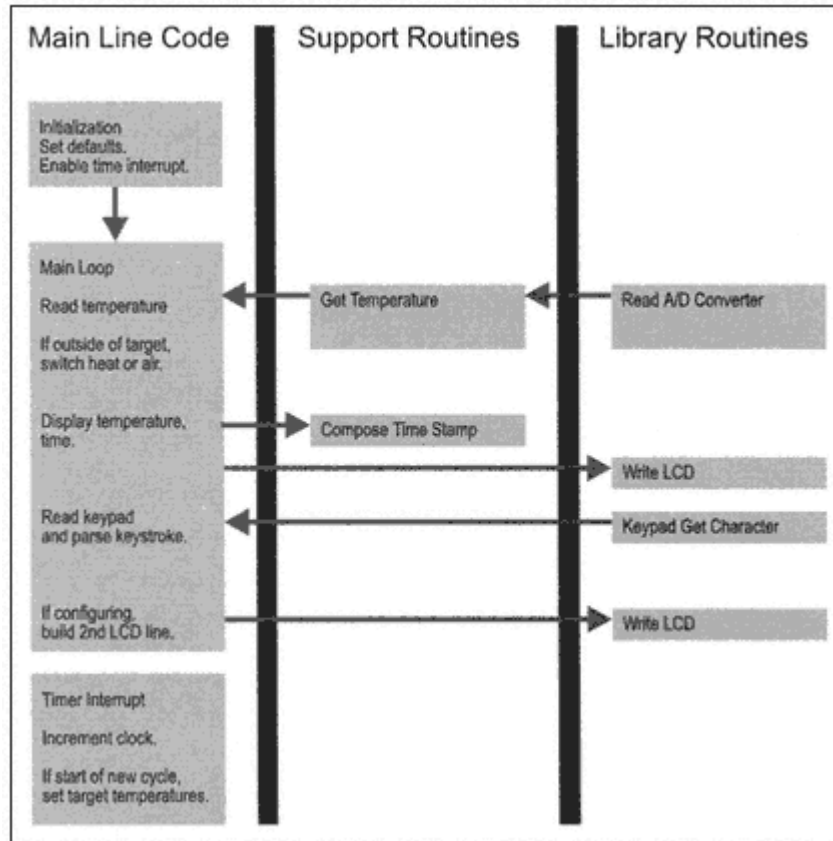 Main Line Code
Support Routines
Library Routines
Initialization
Set defaults.
Enable time interrupt.
Main Loop
Read temperature
If outside of target,
switch heat or air.
Get Temperature
Read A/D Converter
Display temperature,
time.
Compose Time Stamp
Write LCD
Read keypad
and parse keystroke.
Keypad Get Character
If configuring,
build 2nd LCD line.
Write LCD
Timer Interrupt
Increment clock.
If start of new cycle,
set target temperatures.